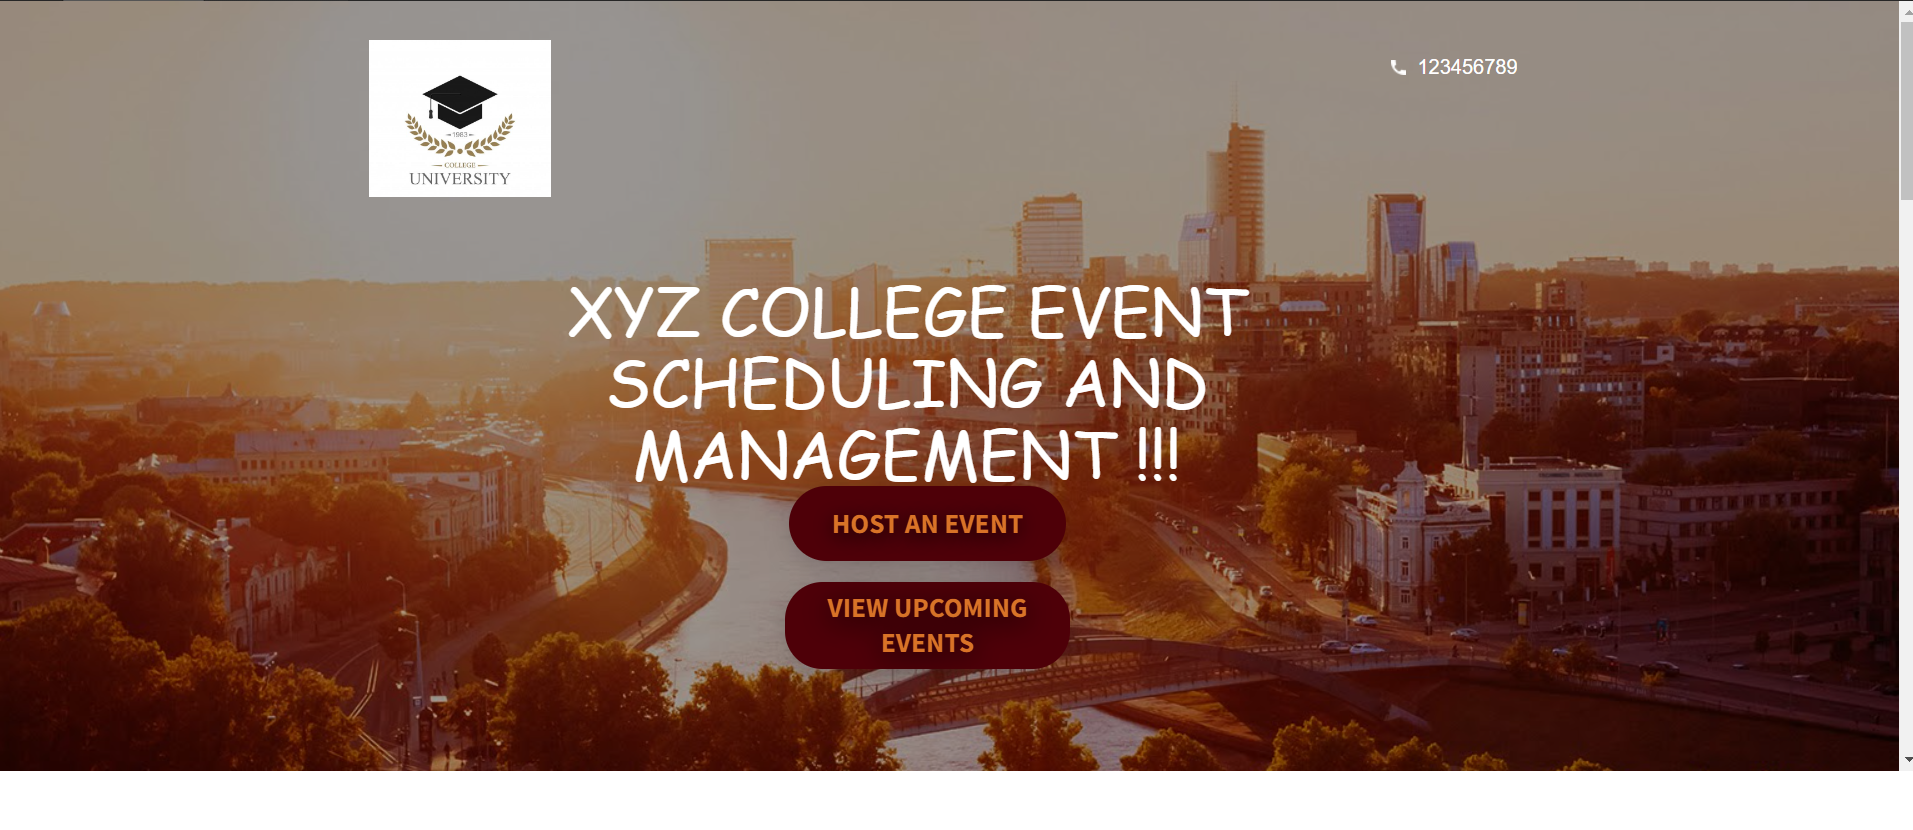 123456789
1983
COLLEGE
UNIVERSITY
XYZ COLLEGE EVENT
SCHEDULING AND
MANAGEMENT !!!
HOST AN EVENT
VIEW UPCOMING
EVENTS